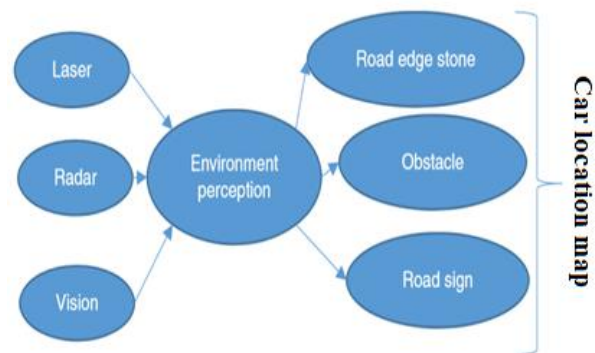 Laser
Radar
Vision
Environment
perception
Road edge stone
Obstacle
Road sign
Car location map